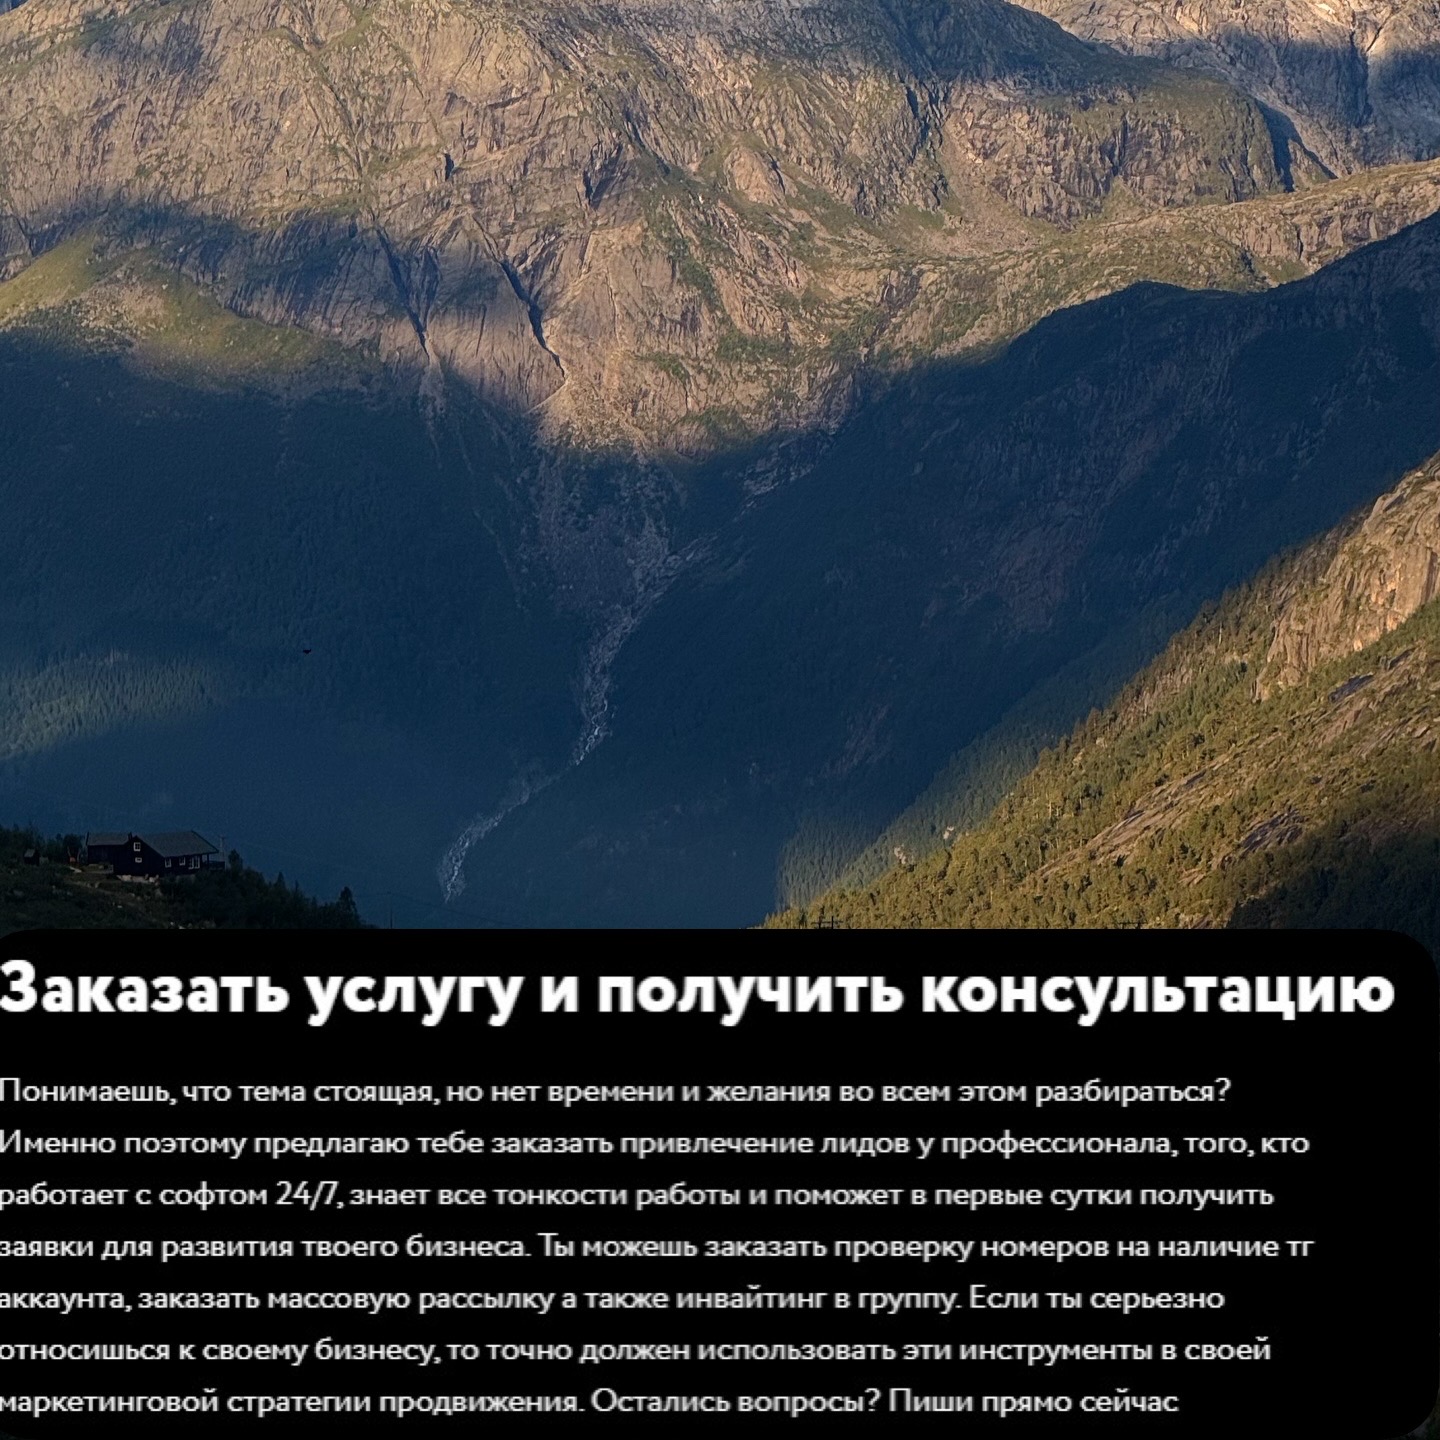 Заказать услугу и получить консультацию
Понимаешь, что тема стоящая, но нет времени и желания во всем этом разбираться?
Именно поэтому предлагаю тебе заказать привлечение лидов у профессионала, того, кто
работает с софтом 24/7, знает все тонкости работы и поможет в первые сутки получить
заявки для развития твоего бизнеса. Ты можешь заказать проверку номеров на наличие тг
аккаунта, заказать массовую рассылку а также инвайтинг в группу. Если ты серьезно
относишься к своему бизнесу, то точно должен использовать эти инструменты в своей
маркетинговой стратегии продвижения. Остались вопросы? Пиши прямо сейчас